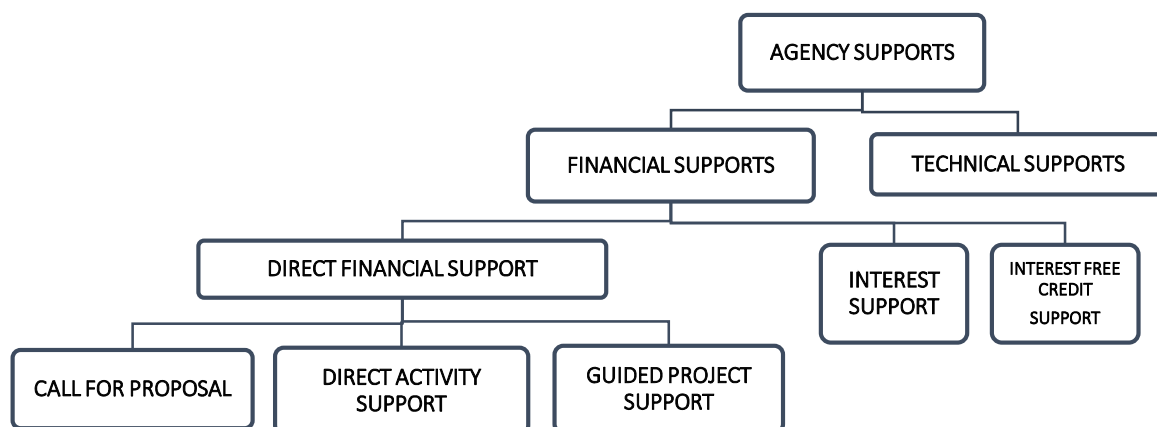 AGENCY SUPPORTS
FINANCIAL SUPPORTS
TECHNICAL SUPPORTS
DIRECT FINANCIAL SUPPORT
INTEREST
SUPPORT
INTEREST FREE
CREDIT
SUPPORT
CALL FOR PROPOSAL
DIRECT ACTIVITY
SUPPORT
GUIDED PROJECT
SUPPORT